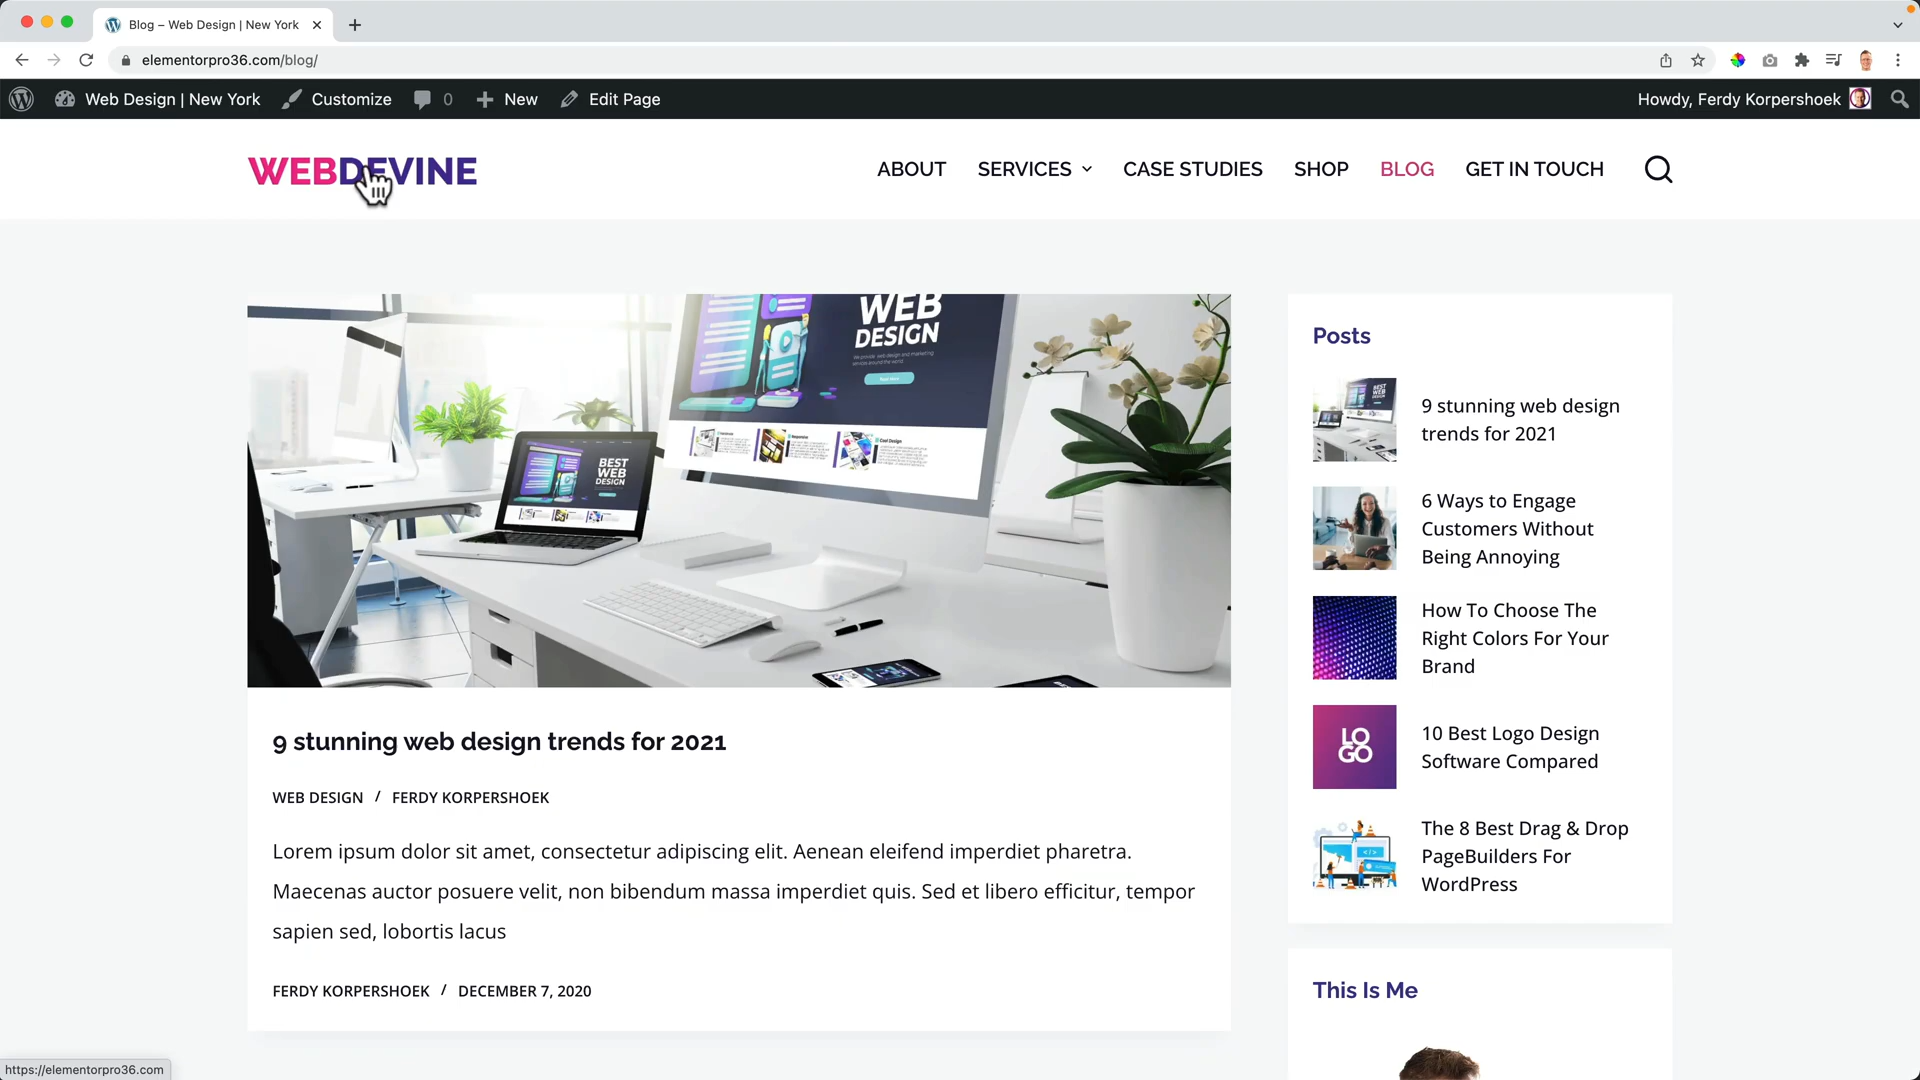 Blog – Web Design | New York
elementorpro36.com/blog/
Web Design | New York
Customize
0
New
Edit Page
Howdy, Ferdy Korpershoek
WEBDEVINE
ABOUT
SERVICES
CASE STUDIES
SHOP
BLOG
GET IN TOUCH
WEB
DESIGN
BEST
WEB
DESIGN
9 stunning web design trends for 2021
WEB DESIGN / FERDY KORPERSHOEK
Lorem ipsum dolor sit amet, consectetur adipiscing elit. Aenean eleifend imperdiet pharetra.
Maecenas auctor posuere velit, non bibendum massa imperdiet quis. Sed et libero efficitur, tempor
sapien sed, lobortis lacus
FERDY KORPERSHOEK / DECEMBER 7, 2020
Posts
9 stunning web design
trends for 2021
6 Ways to Engage
Customers Without
Being Annoying
How To Choose The
Right Colors For Your
Brand
LO
GO
10 Best Logo Design
Software Compared
The 8 Best Drag & Drop
PageBuilders For
WordPress
This Is Me
https://elementorpro36.com